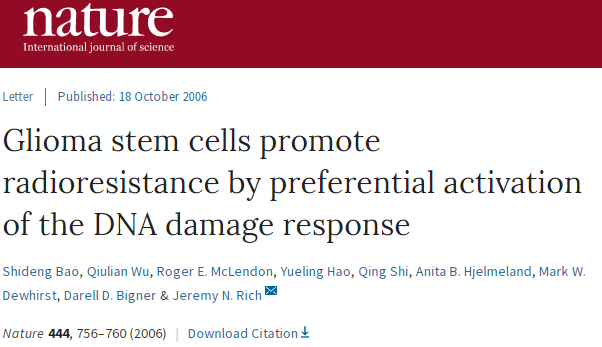 nature
International journal of science
Letter | Published: 18 October 2006
Glioma stem cells promote
radioresistance by preferential activation
of the DNA damage response
Shideng Bao, Qiulian Wu, Roger E. McLendon, Yueling Hao, Qing Shi, Anita B. Hjelmeland, Mark W.
Dewhirst, Darell D. Bigner & Jeremy N. Rich
Nature 444, 756–760 (2006) | Download Citation